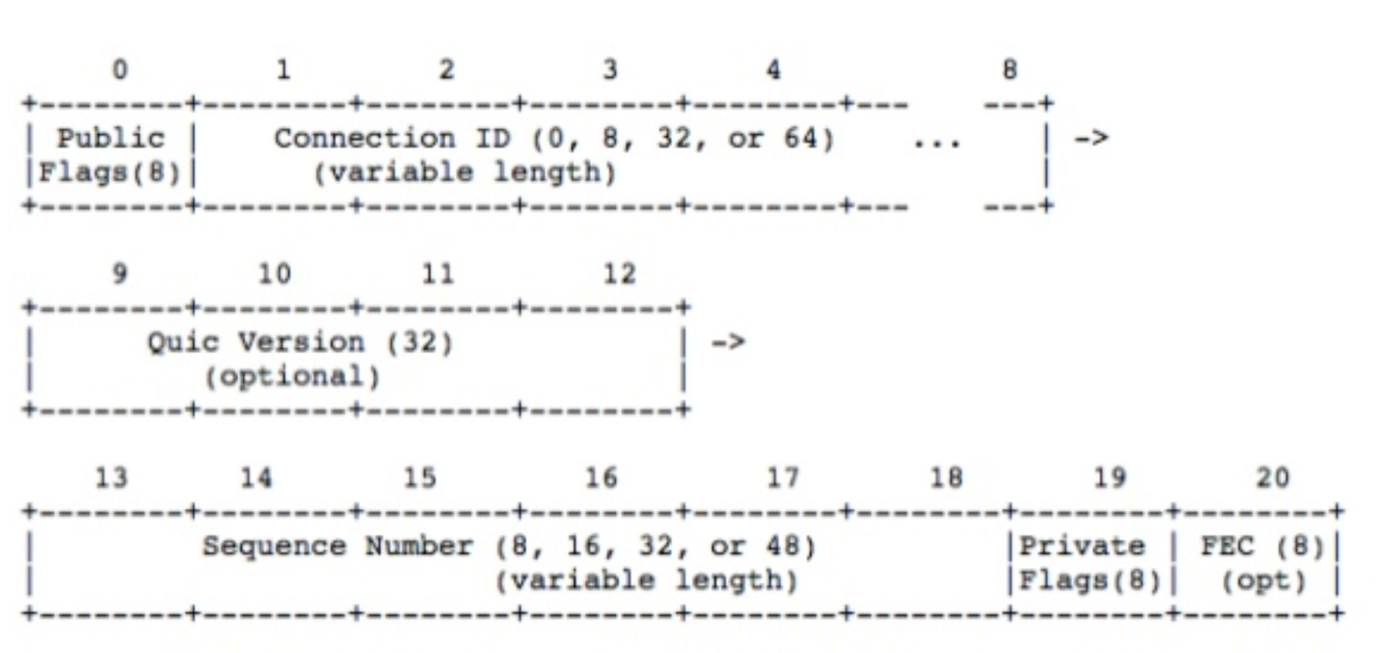 0        1        2        3        4             8
+--------+--------+--------+--------+--------+---    ---+
| Public |    Connection ID (0, 8, 32, or 64)    ...    | ->
|Flags(8)|      (variable length)                       |
+--------+--------+--------+--------+--------+---    ---+
     9       10       11        12
+--------+--------+--------+--------+
|      Quic Version (32)            | ->
|         (optional)                |
+--------+--------+--------+--------+
    13      14       15        16        17       18       19       20
+--------+--------+--------+--------+--------+--------+--------+--------+
|         Sequence Number (8, 16, 32, or 48)          |Private | FEC (8)|
|                         (variable length)           |Flags(8)|  (opt) |
+--------+--------+--------+--------+--------+--------+--------+--------+